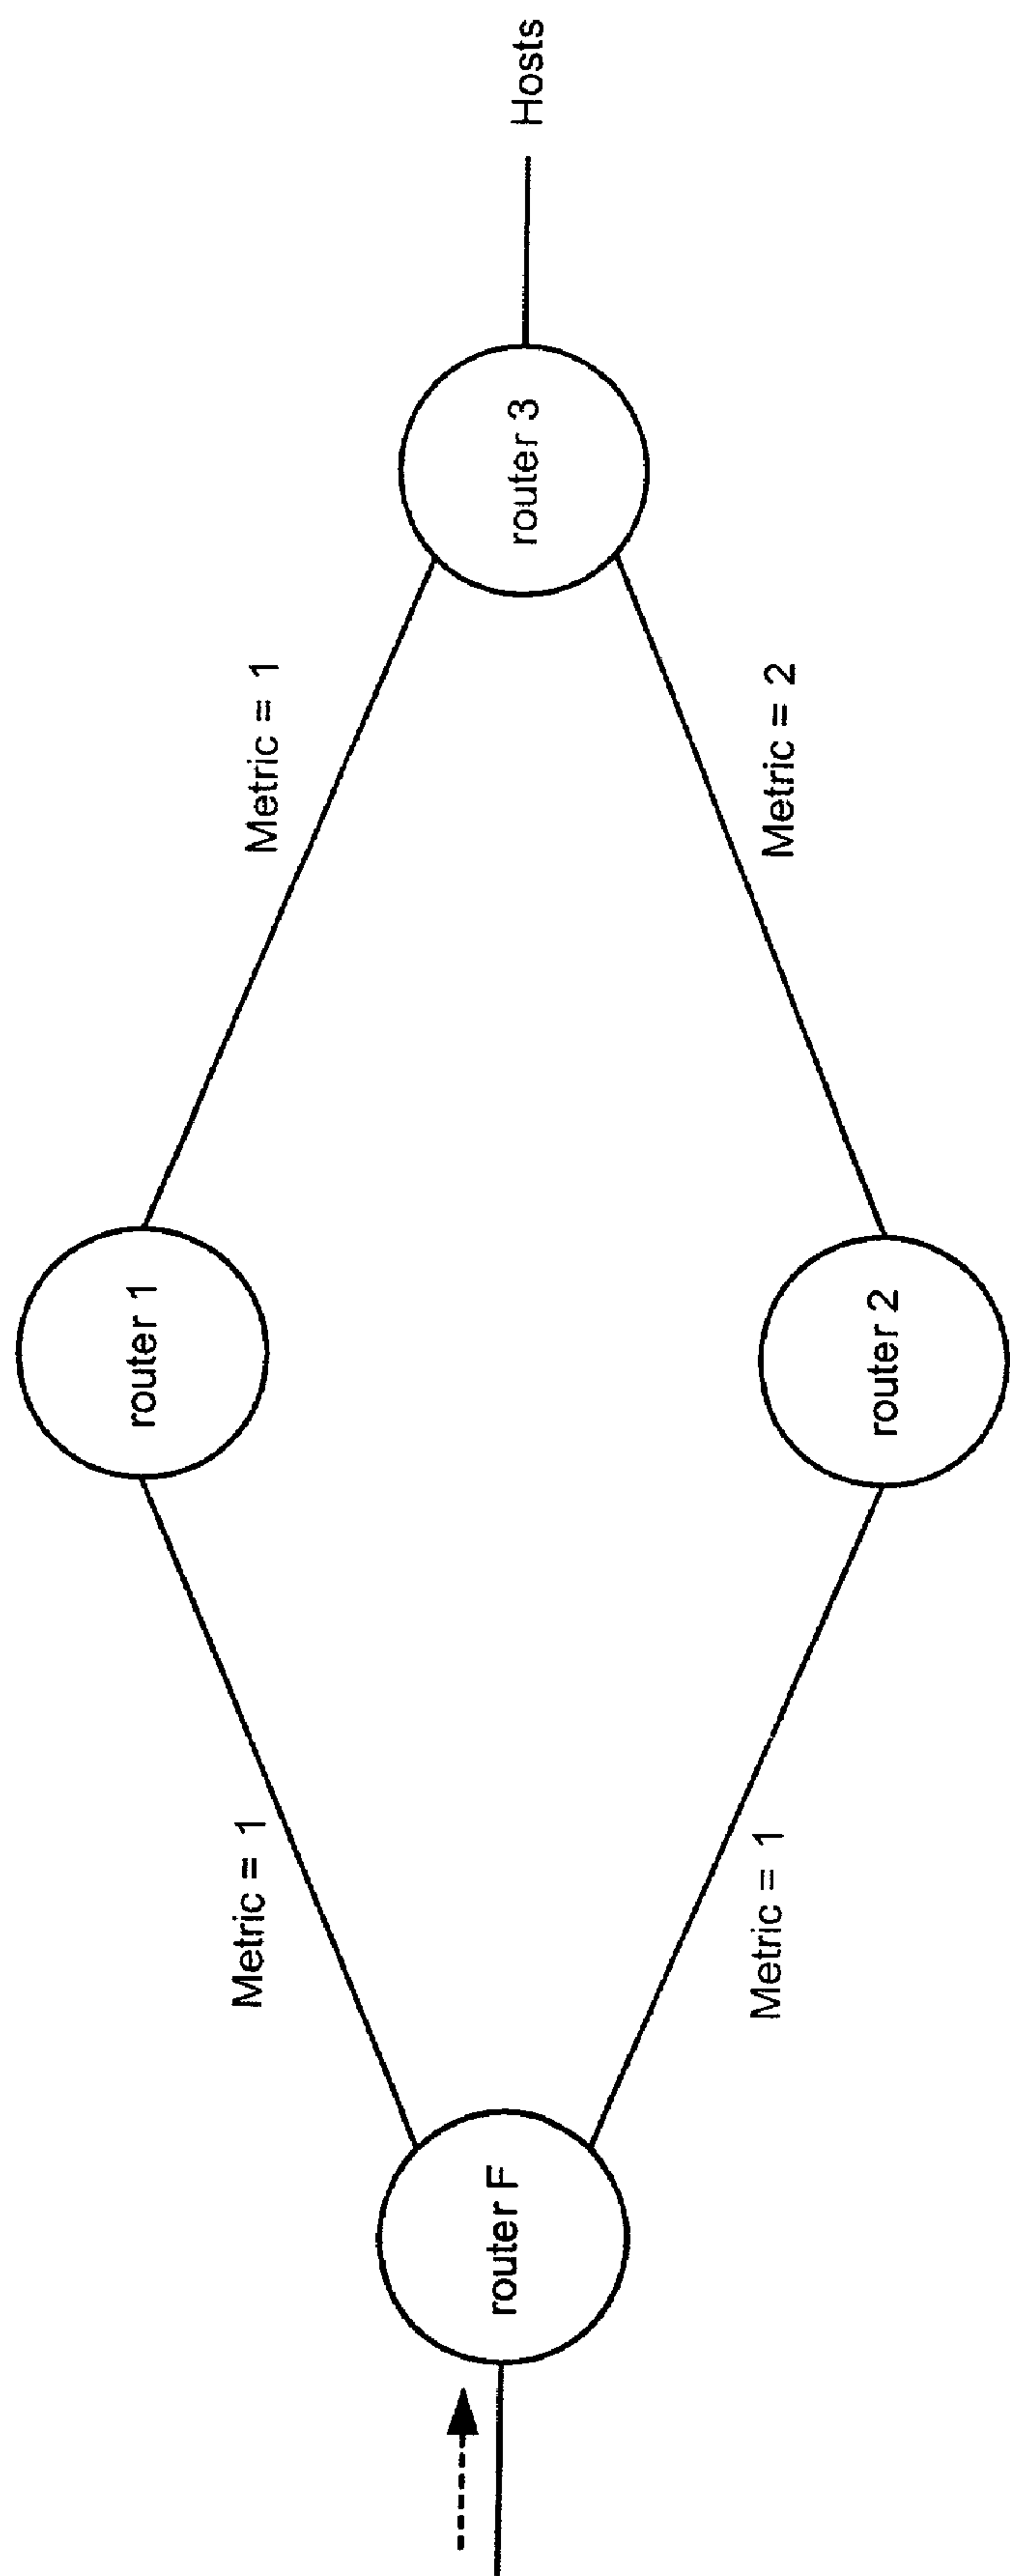 router F
Metric = 1
Metric = 1
router 1
router 2
Metric = 1
Metric = 2
router 3
Hosts